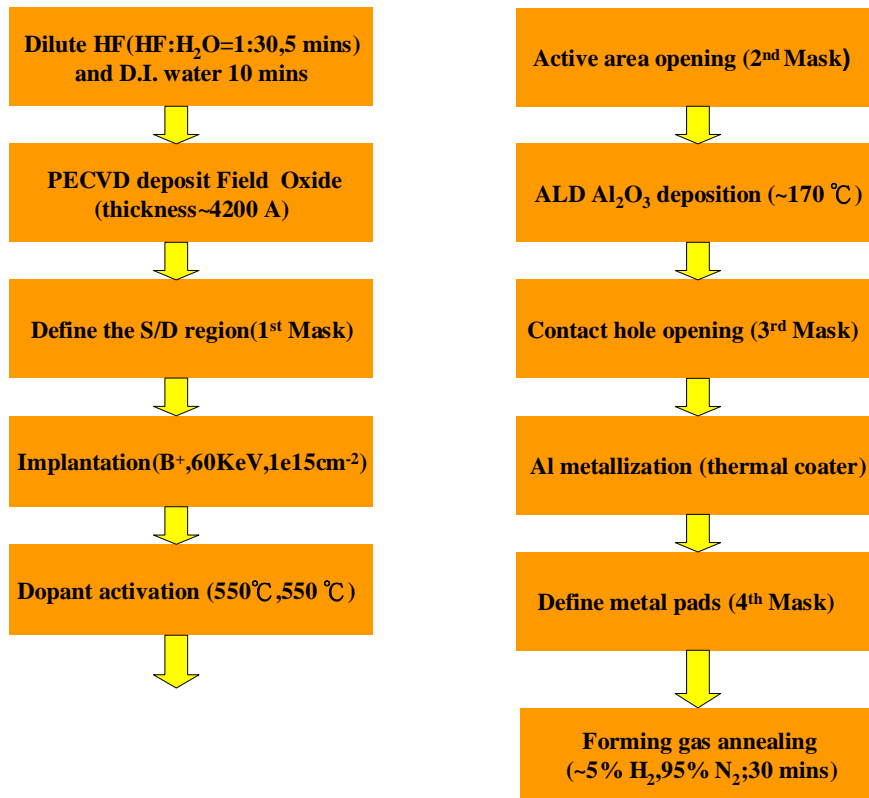 Dilute HF(HF:H₂O=1:30,5 mins)
and D.I. water 10 mins
PECVD deposit Field Oxide
(thickness~4200 A)
Define the S/D region(1st Mask)
Implantation(B⁺,60KeV,1e15cm⁻²)
Dopant activation (550℃,550 ℃)
Active area opening (2nd Mask)
ALD Al₂O₃ deposition (~170 ℃)
Contact hole opening (3rd Mask)
Al metallization (thermal coater)
Define metal pads (4th Mask)
Forming gas annealing
(~5% H₂,95% N₂;30 mins)